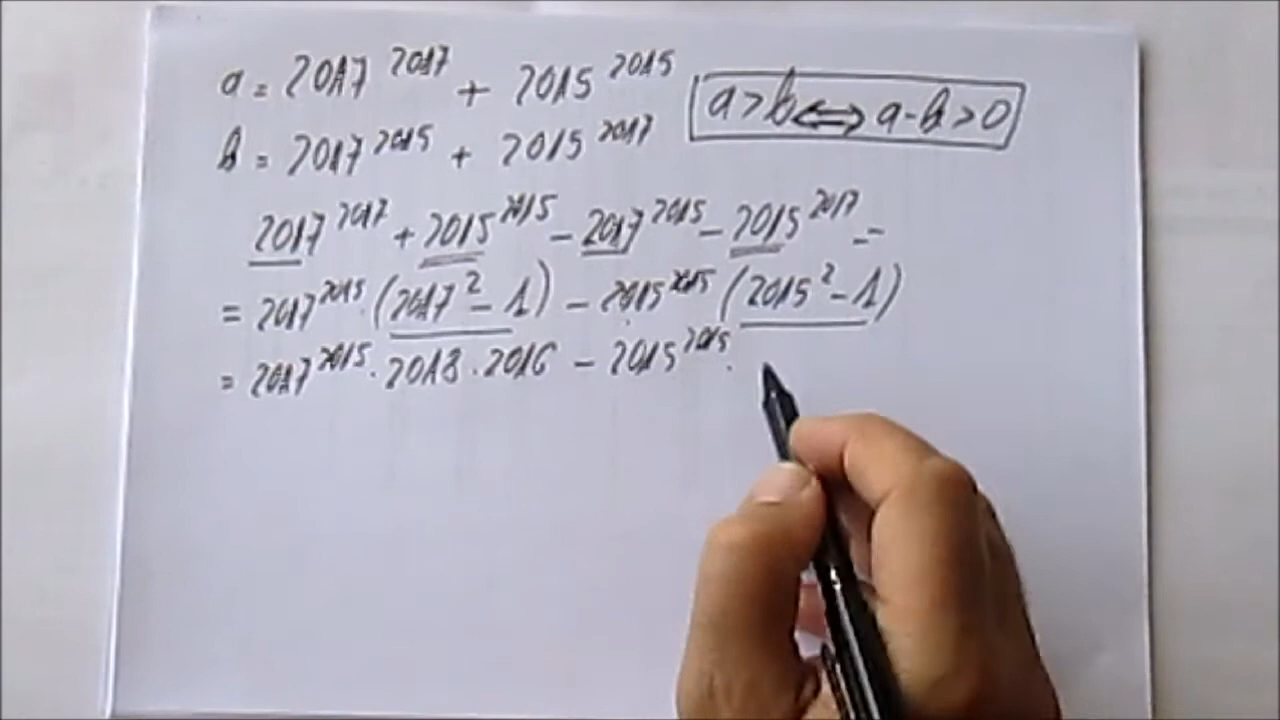 a = 2017^2017 + 2015^2015
a > b ⟺ a - b > 0
b = 2017^2015 + 2015^2017
2017^2017 + 2015^2015 - 2017^2015 - 2015^2017 =
= 2017^2015 · (2017^2 - 1) - 2015^2015 (2015^2 - 1)
= 2017^2015 · 2018 · 2016 - 2015^2015 ·